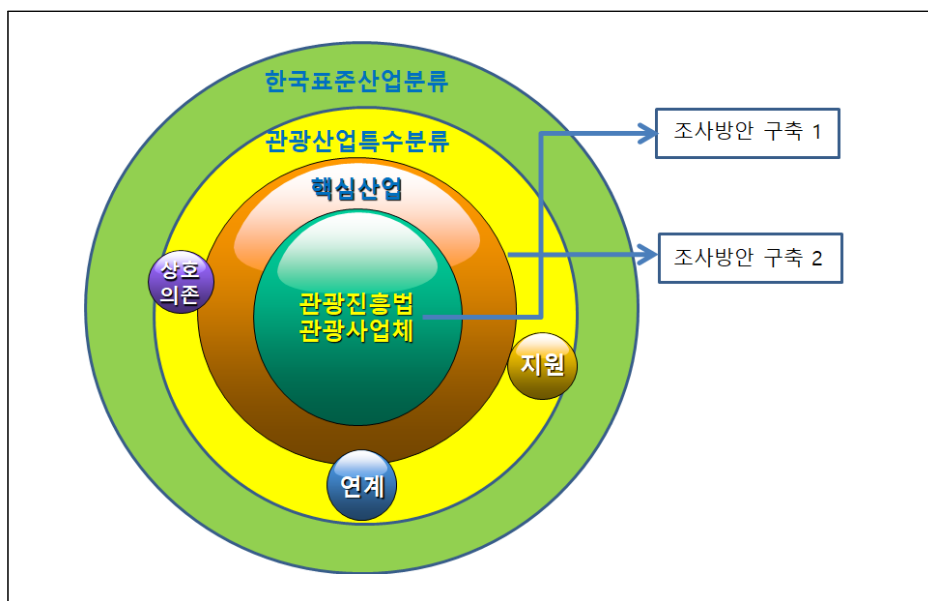 한국표준산업분류
관광산업특수분류
핵심산업
관광진흥법
관광사업체
상호
의존
지원
연계
조사방안 구축 1
조사방안 구축 2